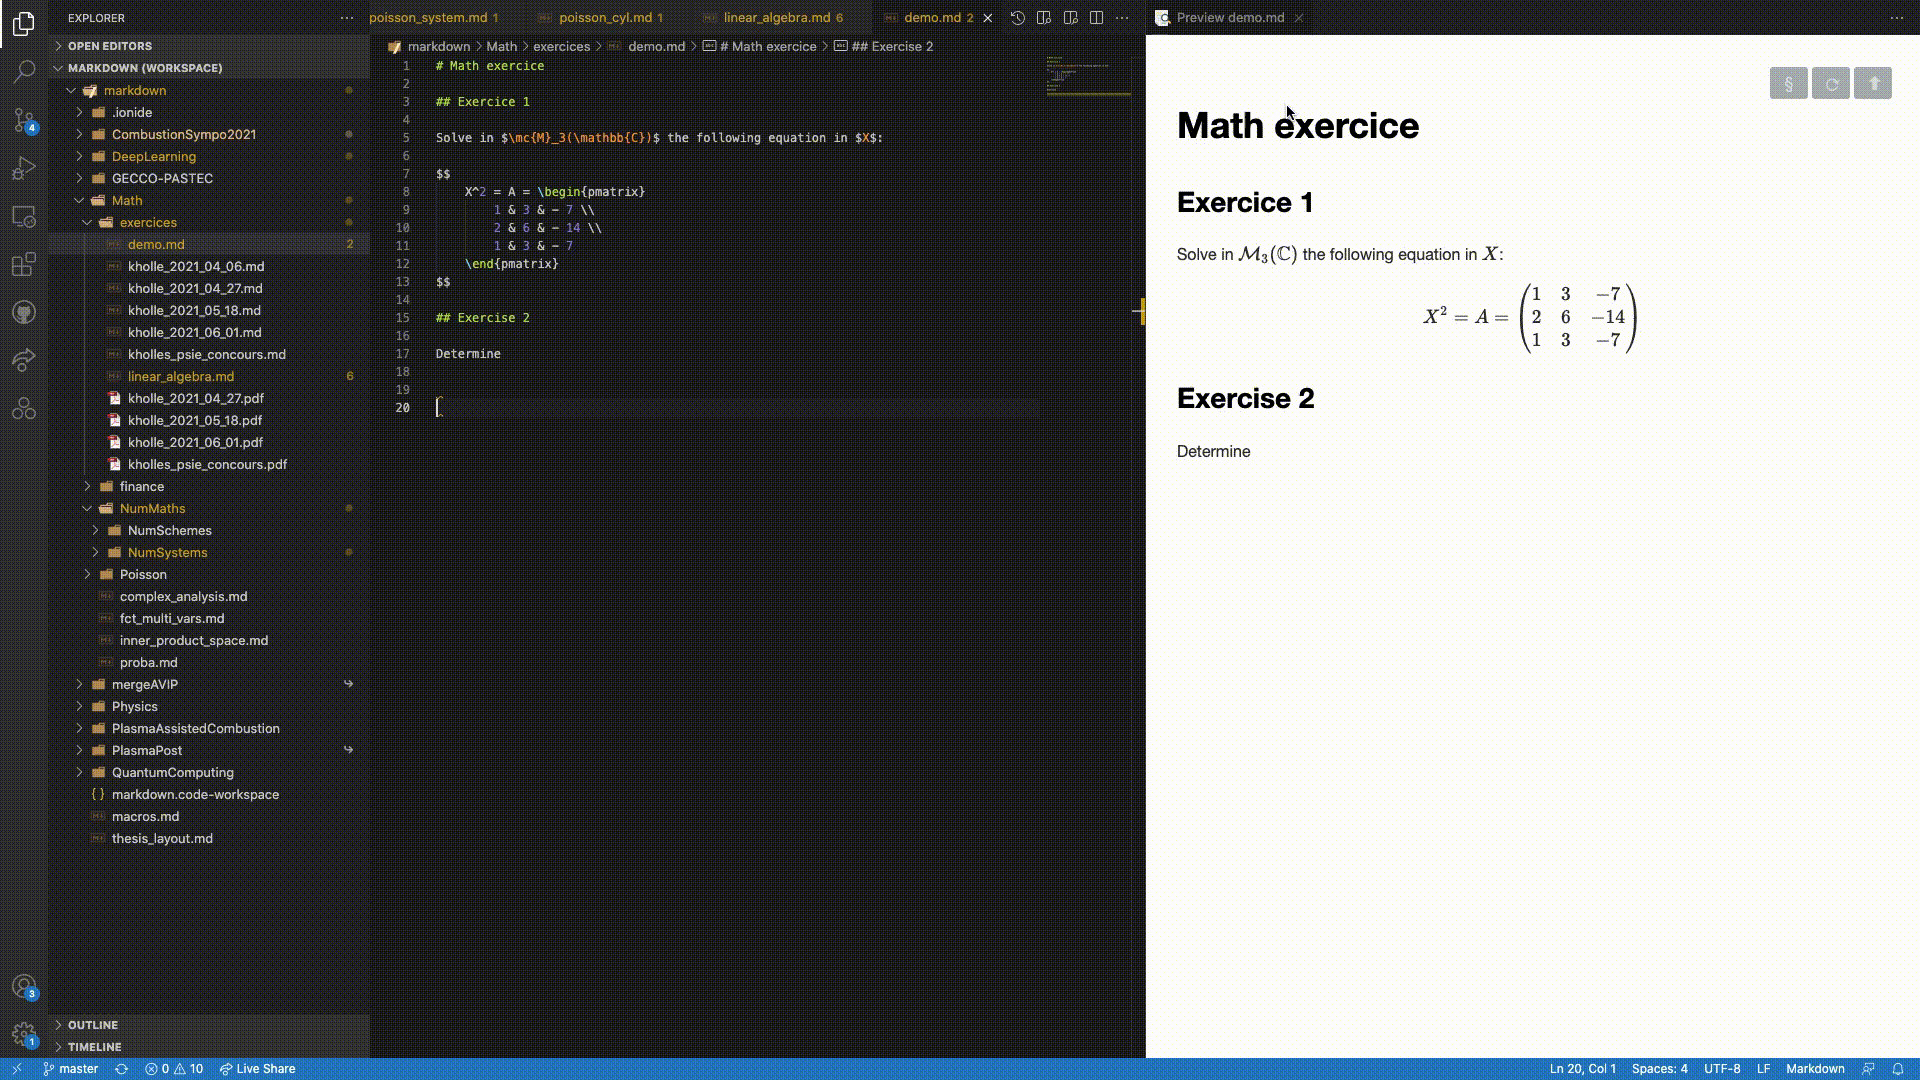 EXPLORER
OPEN EDITORS
MARKDOWN (WORKSPACE)
markdown
.ionide
CombustionSympo2021
DeepLearning
GECCO-PASTEC
Math
exercices
demo.md 2
kholle_2021_04_06.md
kholle_2021_04_27.md
kholle_2021_05_18.md
kholle_2021_06_01.md
kholles_psie_concours.md
linear_algebra.md 6
kholle_2021_04_27.pdf
kholle_2021_05_18.pdf
kholle_2021_06_01.pdf
kholles_psie_concours.pdf
finance
NumMaths
NumSchemes
NumSystems
Poisson
complex_analysis.md
fct_multi_vars.md
inner_product_space.md
proba.md
mergeAVIP
Physics
PlasmaAssistedCombustion
PlasmaPost
QuantumComputing
{ } markdown.code-workspace
macros.md
thesis_layout.md
OUTLINE
TIMELINE
4
3
1
poisson_system.md 1 poisson_cyl.md 1 linear_algebra.md 6 demo.md 2
markdown > Math > exercices > demo.md > # Math exercice > ## Exercise 2
1 # Math exercice
2
3 ## Exercice 1
4
5 Solve in $\mc{M}_3(\mathbb{C})$ the following equation in $X$:
6
7 $$
8 X^2 = A = \begin{pmatrix}
9 1 & 3 & - 7 \\
10 2 & 6 & - 14 \\
11 1 & 3 & - 7
12 \end{pmatrix}
13 $$
14
15 ## Exercise 2
16
17 Determine
18
19
20
Preview demo.md
§
Math exercice
Exercice 1
Solve in ℳ₃(ℂ) the following equation in X:
1 3 −7
X² = A = 2 6 −14
1 3 −7
Exercise 2
Determine
master 0 10 Live Share Ln 20, Col 1 Spaces: 4 UTF-8 LF Markdown